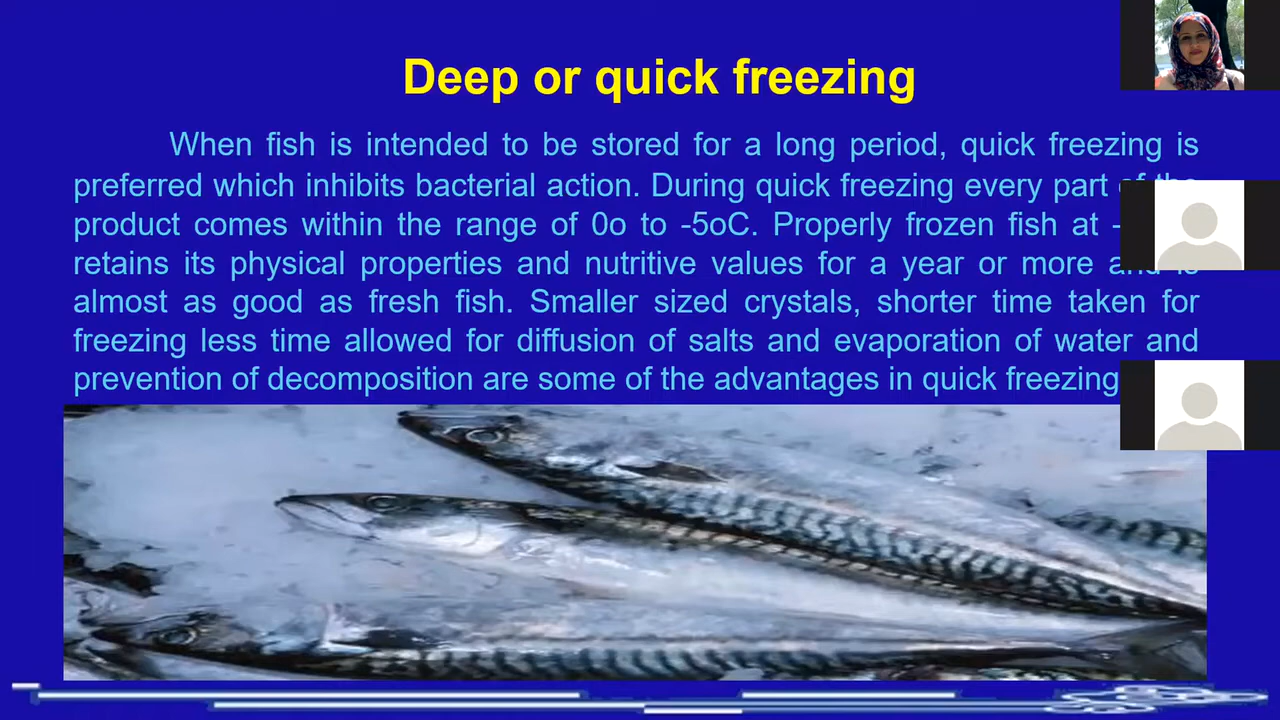 Deep or quick freezing
When fish is intended to be stored for a long period, quick freezing is
preferred which inhibits bacterial action. During quick freezing every part of the
product comes within the range of 0o to -5oC. Properly frozen fish at -
retains its physical properties and nutritive values for a year or more and is
almost as good as fresh fish. Smaller sized crystals, shorter time taken for
freezing less time allowed for diffusion of salts and evaporation of water and
prevention of decomposition are some of the advantages in quick freezing